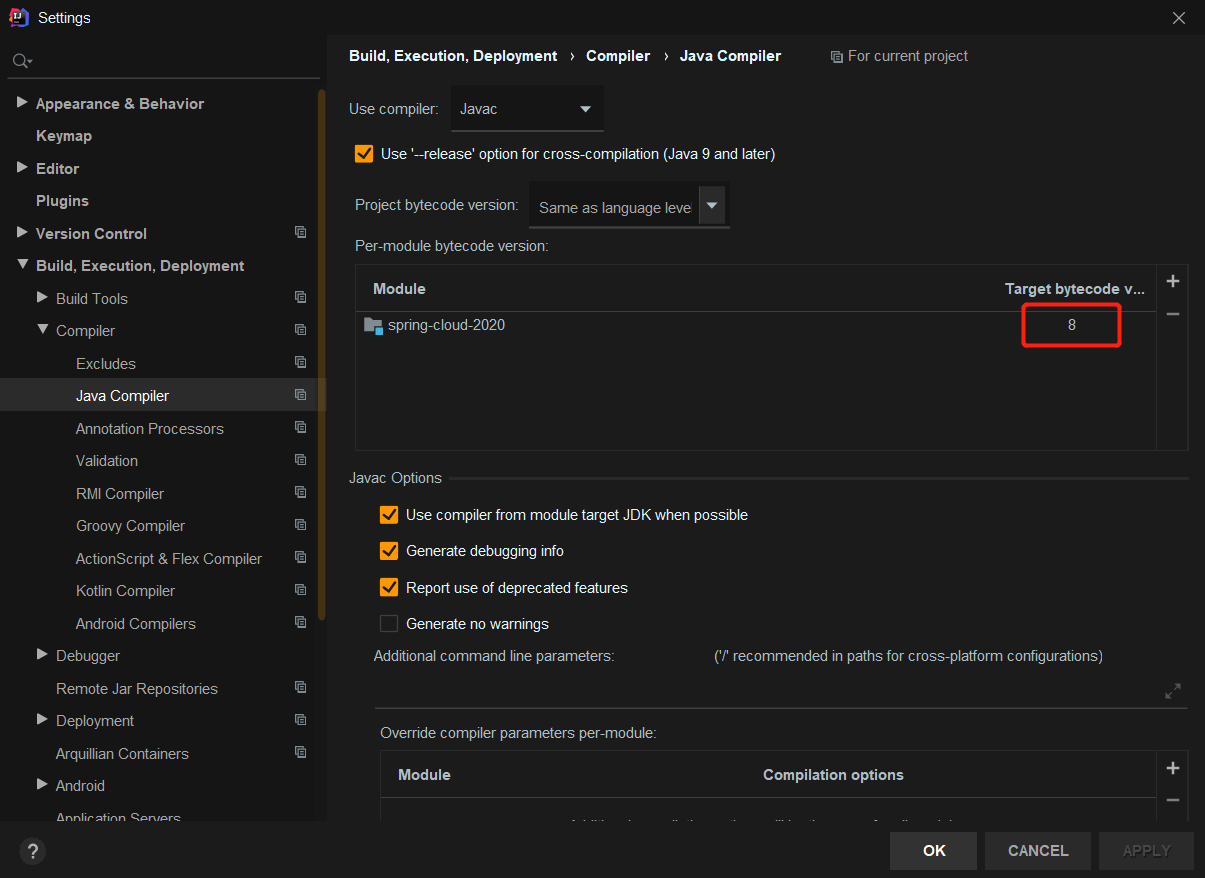 Settings
Appearance & Behavior
Keymap
Editor
Plugins
Version Control
Build, Execution, Deployment
Build Tools
Compiler
Excludes
Java Compiler
Annotation Processors
Validation
RMI Compiler
Groovy Compiler
ActionScript & Flex Compiler
Kotlin Compiler
Android Compilers
Debugger
Remote Jar Repositories
Deployment
Arquillian Containers
Android
Application Servers
Build, Execution, Deployment › Compiler › Java Compiler For current project
Use compiler: Javac
Use '--release' option for cross-compilation (Java 9 and later)
Project bytecode version: Same as language leve
Per-module bytecode version:
Module Target bytecode v...
spring-cloud-2020 8
Javac Options
Use compiler from module target JDK when possible
Generate debugging info
Report use of deprecated features
Generate no warnings
Additional command line parameters: ('/' recommended in paths for cross-platform configurations)
Override compiler parameters per-module:
Module Compilation options
? OK CANCEL APPLY